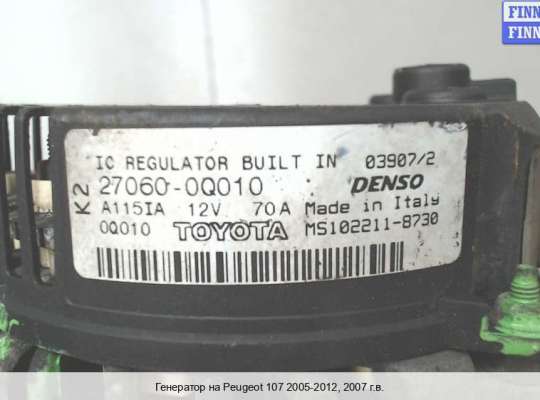 FINN
FINN
IC REGULATOR BUILT IN 03907/2
K2
27060-0Q010 DENSO
A115IA 12V 70A Made in Italy
0Q010 TOYOTA MS102211-8730
Генератор на Peugeot 107 2005-2012, 2007 г.в.